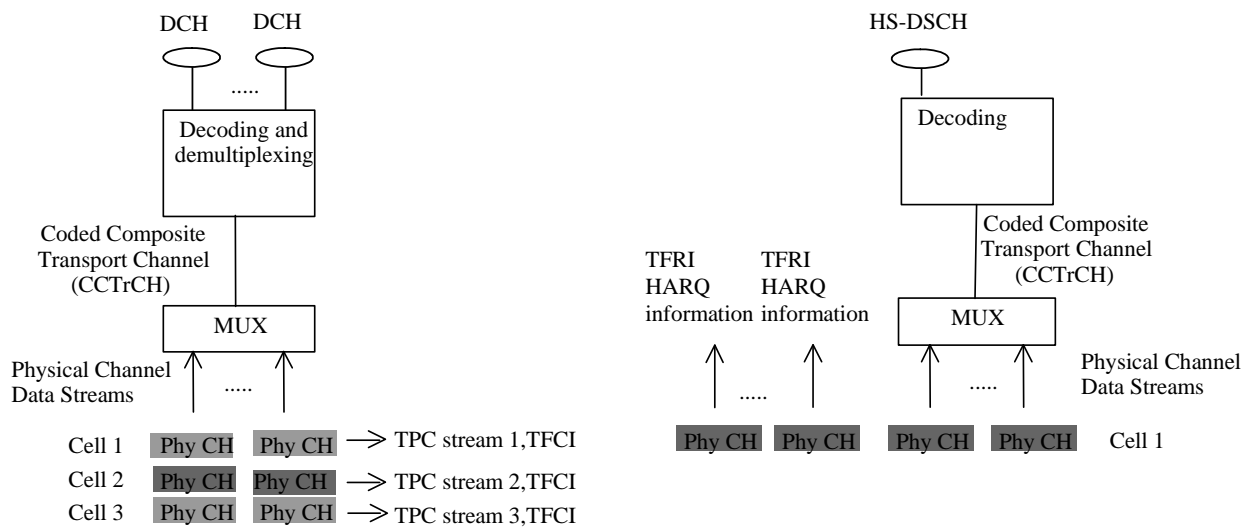 DCH DCH
.....
Decoding and
demultiplexing
Coded Composite
Transport Channel
(CCTrCH)
MUX
Physical Channel
Data Streams
.....
Cell 1 Phy CH Phy CH TPC stream 1,TFCI
Cell 2 Phy CH Phy CH TPC stream 2,TFCI
Cell 3 Phy CH Phy CH TPC stream 3,TFCI
HS-DSCH
Decoding
Coded Composite
Transport Channel
(CCTrCH)
TFRI TFRI
HARQ HARQ
information information
MUX
Physical Channel
Data Streams
..... .....
Phy CH Phy CH Phy CH Phy CH Cell 1